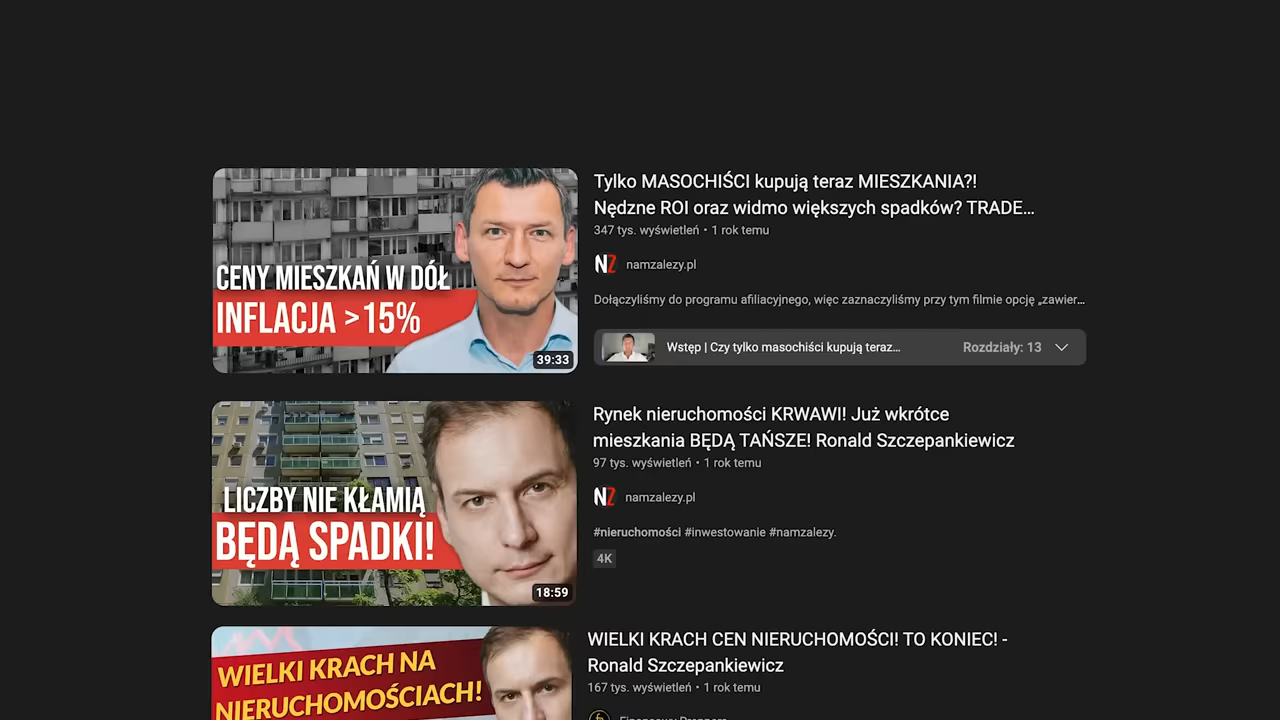 CENY MIESZKAŃ W DÓŁ
INFLACJA >15%
39:33
Tylko MASOCHIŚCI kupują teraz MIESZKANIA?!
Nędzne ROI oraz widmo większych spadków? TRADE…
347 tys. wyświetleń • 1 rok temu
NZ namzalezy.pl
Dołączyliśmy do programu afiliacyjnego, więc zaznaczyliśmy przy tym filmie opcję „zawier…
Wstęp | Czy tylko masochiści kupują teraz… Rozdziały: 13
LICZBY NIE KŁAMIĄ
BĘDĄ SPADKI!
18:59
Rynek nieruchomości KRWAWI! Już wkrótce
mieszkania BĘDĄ TAŃSZE! Ronald Szczepankiewicz
97 tys. wyświetleń • 1 rok temu
NZ namzalezy.pl
#nieruchomości #inwestowanie #namzalezy.
4K
WIELKI KRACH NA
NIERUCHOMOŚCIACH!
WIELKI KRACH CEN NIERUCHOMOŚCI! TO KONIEC! -
Ronald Szczepankiewicz
167 tys. wyświetleń • 1 rok temu